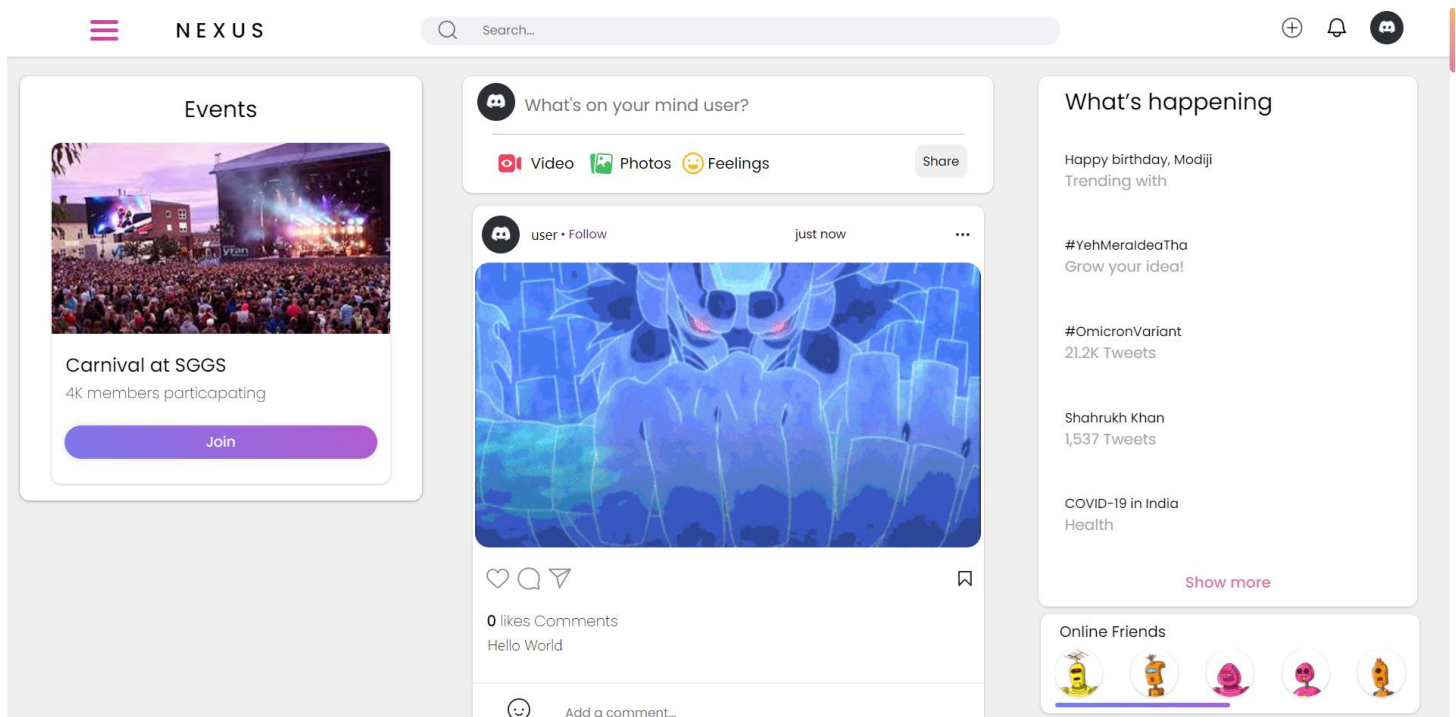 NEXUS
Search...
Events
yran
Carnival at SGGS
4K members particapating
Join
What's on your mind user?
Video Photos Feelings Share
user • Follow just now
0 likes Comments
Hello World
Add a comment...
What's happening
Happy birthday, Modiji
Trending with
#YehMeraIdeaTha
Grow your idea!
#OmicronVariant
21.2K Tweets
Shahrukh Khan
1,537 Tweets
COVID-19 in India
Health
Show more
Online Friends